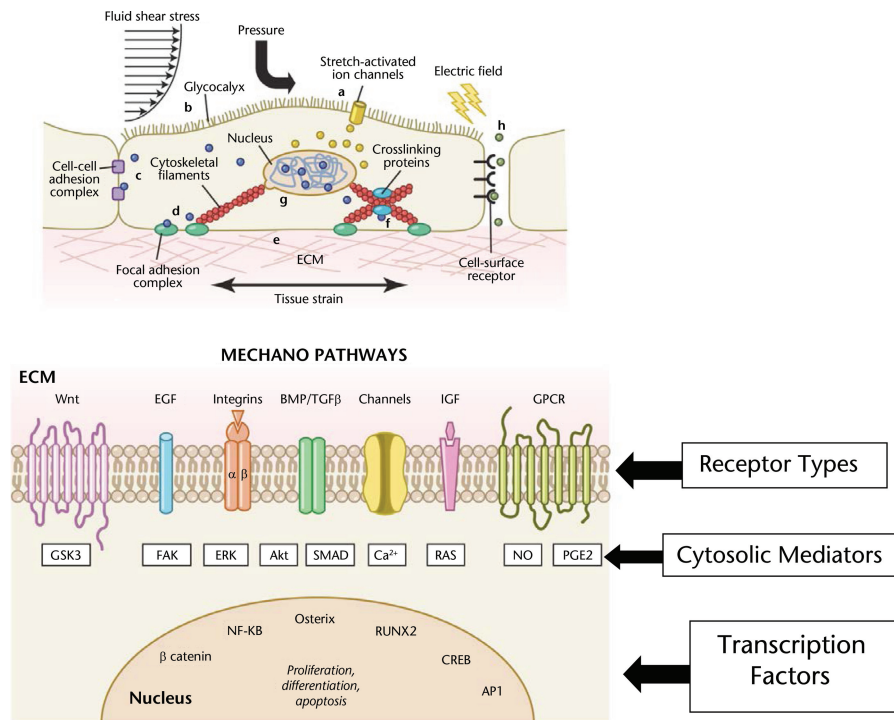 Fluid shear stress
Pressure
Stretch-activated
ion channels
Electric field
Glycocalyx
a
b
h
Nucleus
Crosslinking
proteins
Cell-cell
adhesion
complex
c
Cytoskeletal
filaments
d
g
f
e
Focal adhesion
complex
ECM
Cell-surface
receptor
Tissue strain
MECHANO PATHWAYS
ECM
Wnt
EGF
Integrins
BMP/TGFβ
Channels
IGF
GPCR
α β
Receptor Types
GSK3
FAK
ERK
Akt
SMAD
Ca²⁺
RAS
NO
PGE2
Cytosolic Mediators
β catenin
NF-KB
Osterix
RUNX2
CREB
AP1
Proliferation,
differentiation,
apoptosis
Nucleus
Transcription
Factors